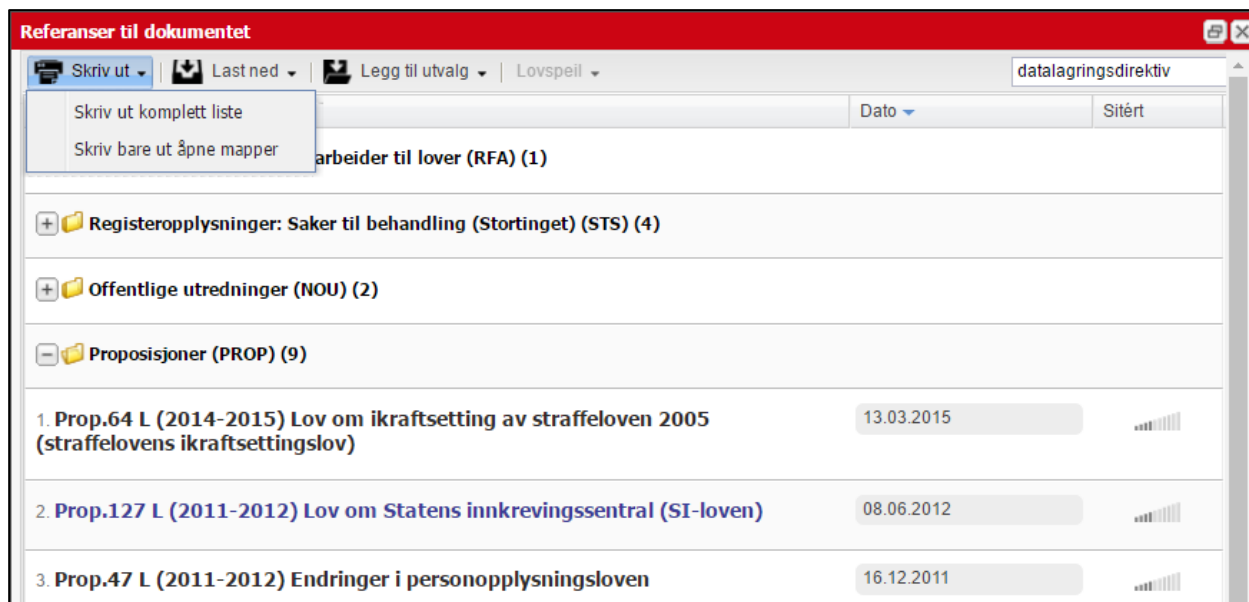 Referanser til dokumentet
Skriv ut Last ned Legg til utvalg Lovspeil datalagringsdirektiv
Skriv ut komplett liste
Skriv bare ut åpne mapper
Dato Sitért
arbeider til lover (RFA) (1)
Registeropplysninger: Saker til behandling (Stortinget) (STS) (4)
Offentlige utredninger (NOU) (2)
Proposisjoner (PROP) (9)
1. Prop.64 L (2014-2015) Lov om ikraftsetting av straffeloven 2005 13.03.2015
(straffelovens ikraftsettingslov)
2. Prop.127 L (2011-2012) Lov om Statens innkrevingssentral (SI-loven) 08.06.2012
3. Prop.47 L (2011-2012) Endringer i personopplysningsloven 16.12.2011